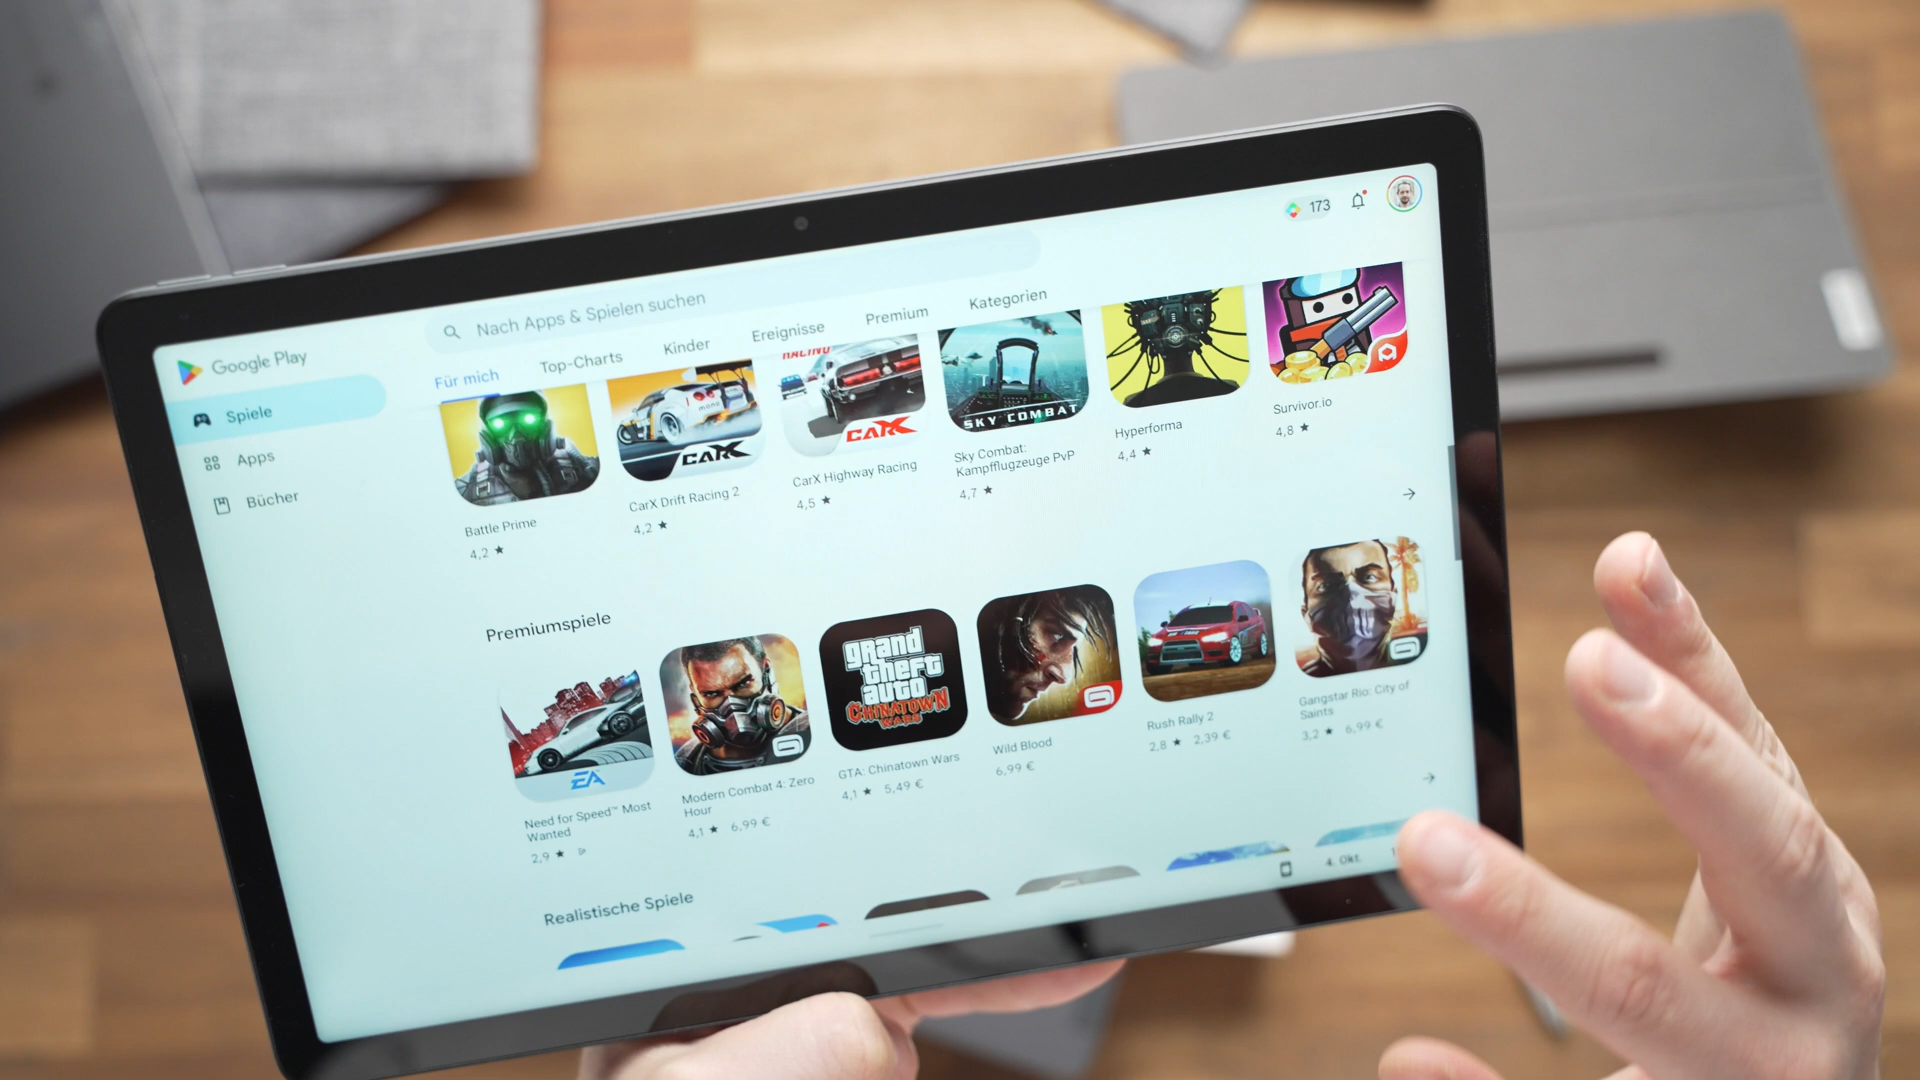 173
Nach Apps & Spielen suchen
Google Play
Für mich
Top-Charts
Kinder
Ereignisse
Premium
Kategorien
Spiele
Apps
Bücher
CARX
RACING
CARX
SKY COMBAT
Battle Prime
4,2 ★
CarX Drift Racing 2
4,2 ★
CarX Highway Racing
4,5 ★
Sky Combat:
Kampfflugzeuge PvP
4,7 ★
Hyperforma
4,4 ★
Survivor.io
4,8 ★
Premiumspiele
EA
grand
theft
auto
CHINATOWN
WARS
Need for Speed™ Most
Wanted
2,9 ★
Modern Combat 4: Zero
Hour
4,1 ★ 6,99 €
GTA: Chinatown Wars
4,1 ★ 5,49 €
Wild Blood
6,99 €
Rush Rally 2
2,8 ★ 2,39 €
Gangstar Rio: City of
Saints
3,2 ★ 6,99 €
Realistische Spiele
4. Okt.